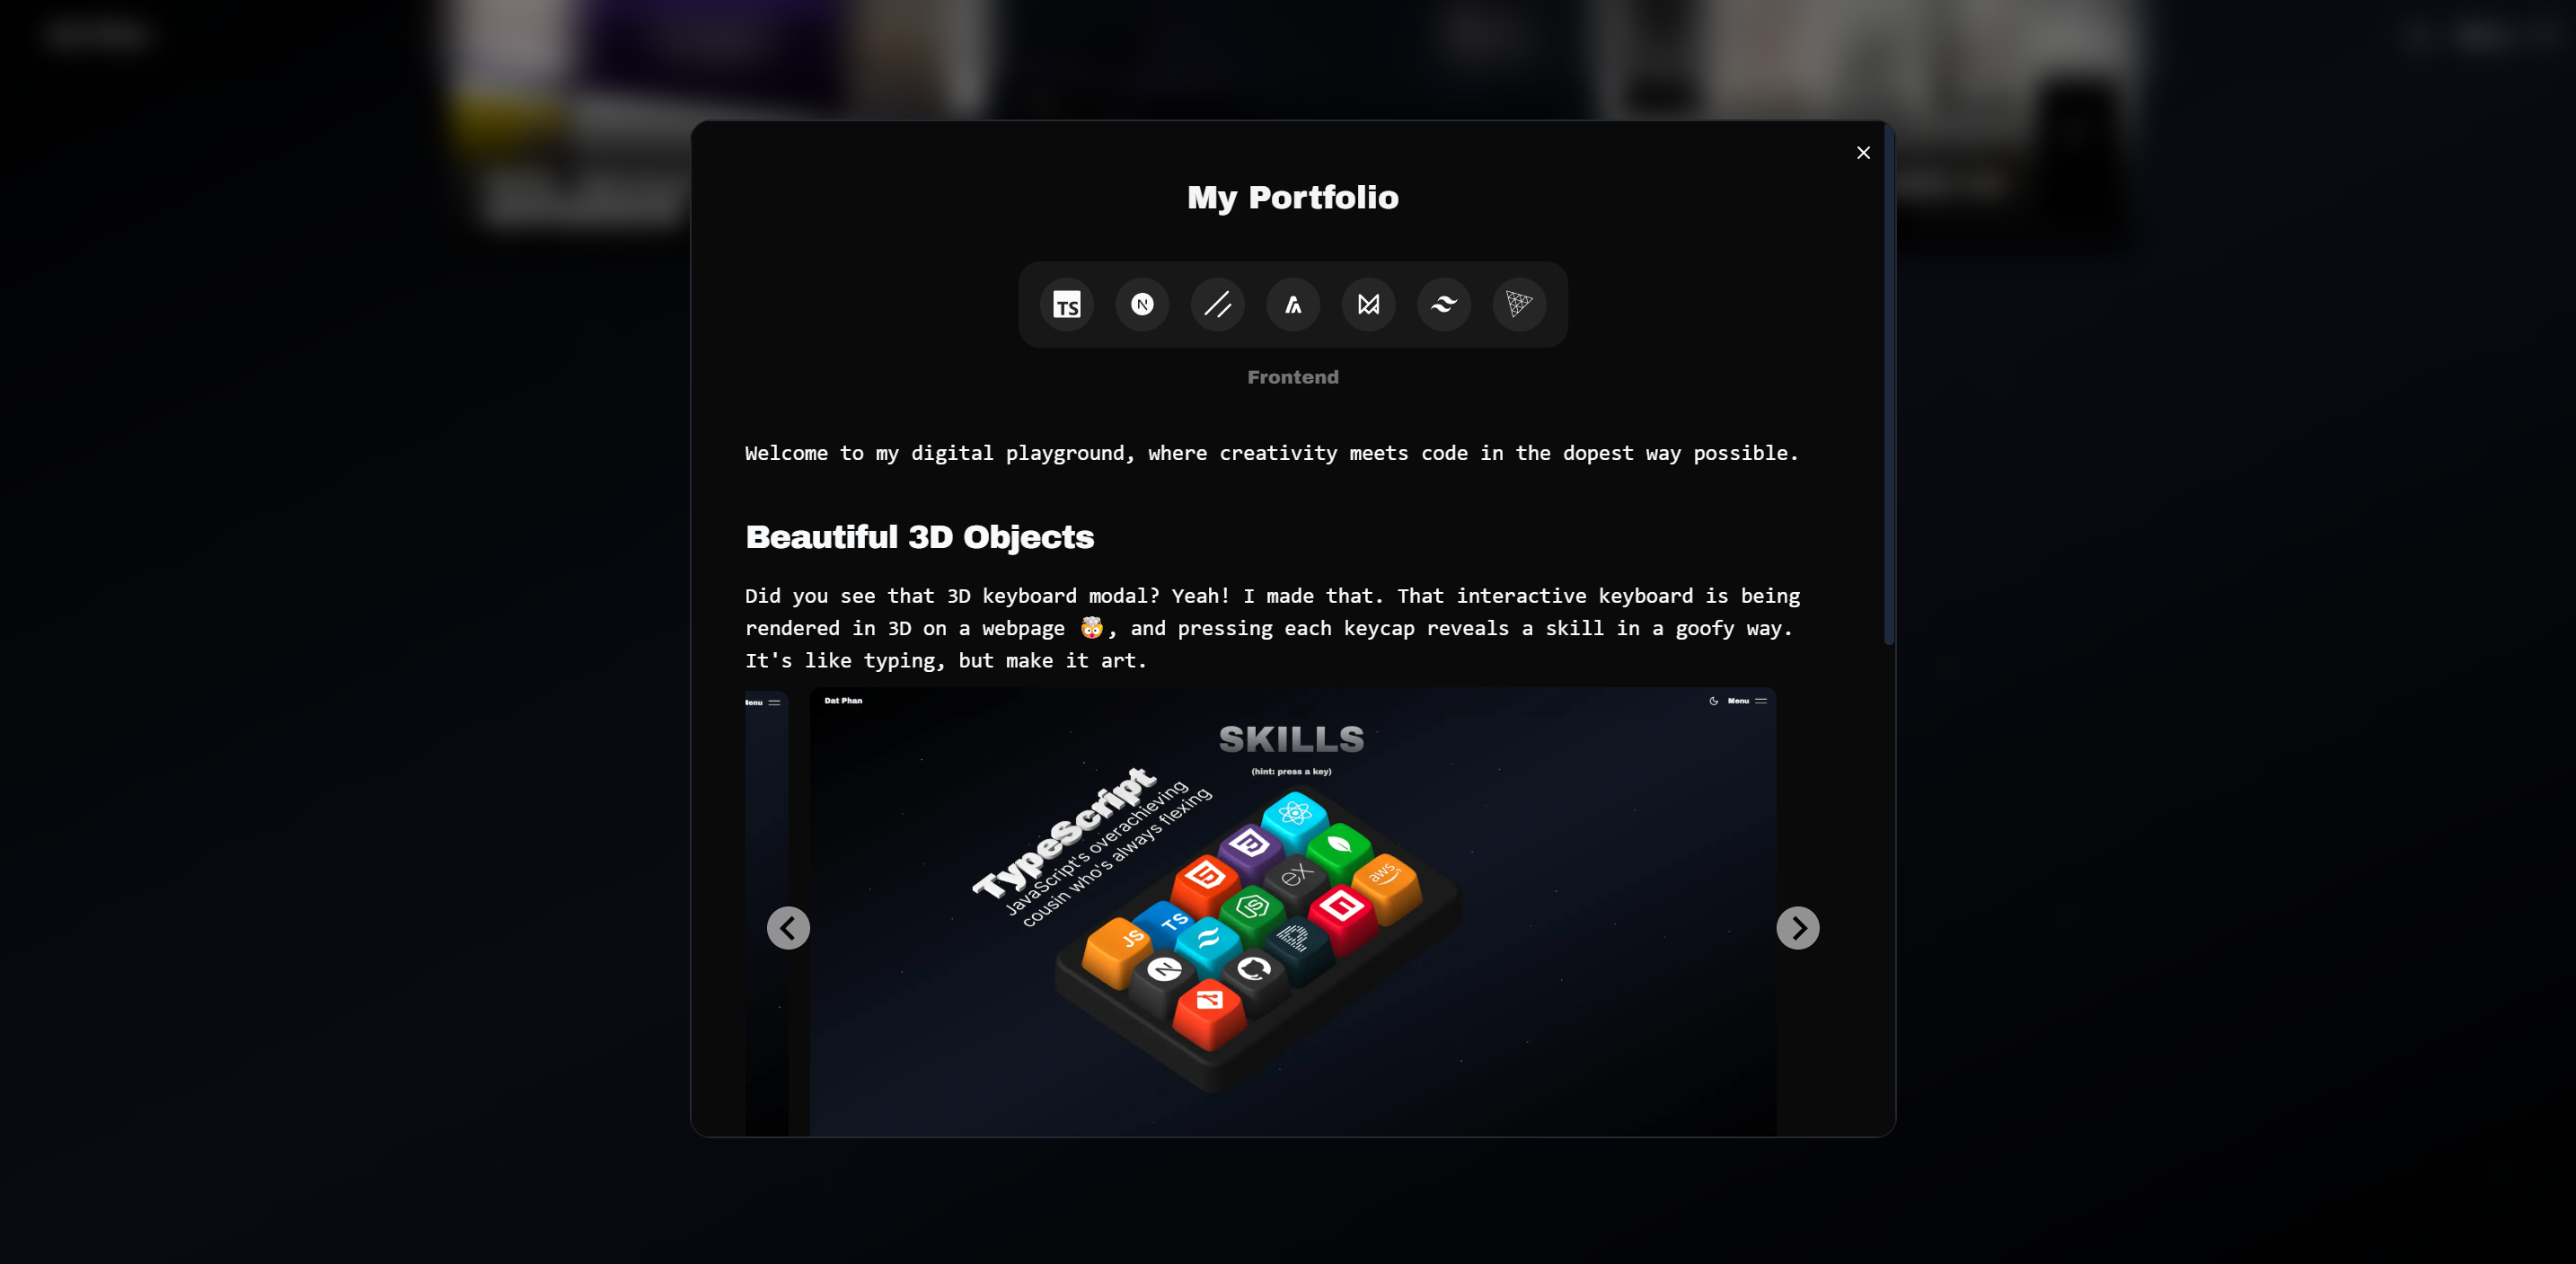 My Portfolio
TS
N
Frontend
Welcome to my digital playground, where creativity meets code in the dopest way possible.
Beautiful 3D Objects
Did you see that 3D keyboard modal? Yeah! I made that. That interactive keyboard is being
rendered in 3D on a webpage 🤯, and pressing each keycap reveals a skill in a goofy way.
It's like typing, but make it art.
Menu
Dat Phan
Menu
SKILLS
(hint: press a key)
TypeScript
JavaScript's overachieving
cousin who's always flexing
ex
aws
JS
TS
JS
N